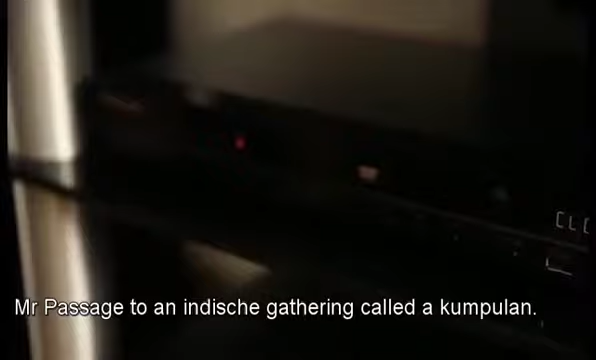 Mr Passage to an indische gathering called a kumpulan.